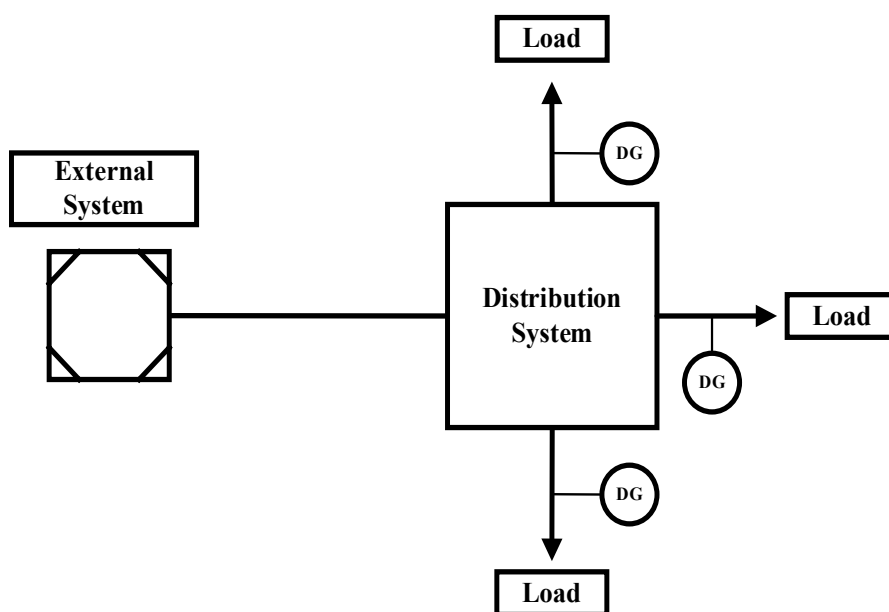 Load
DG
External
System
Distribution
System
Load
DG
DG
Load